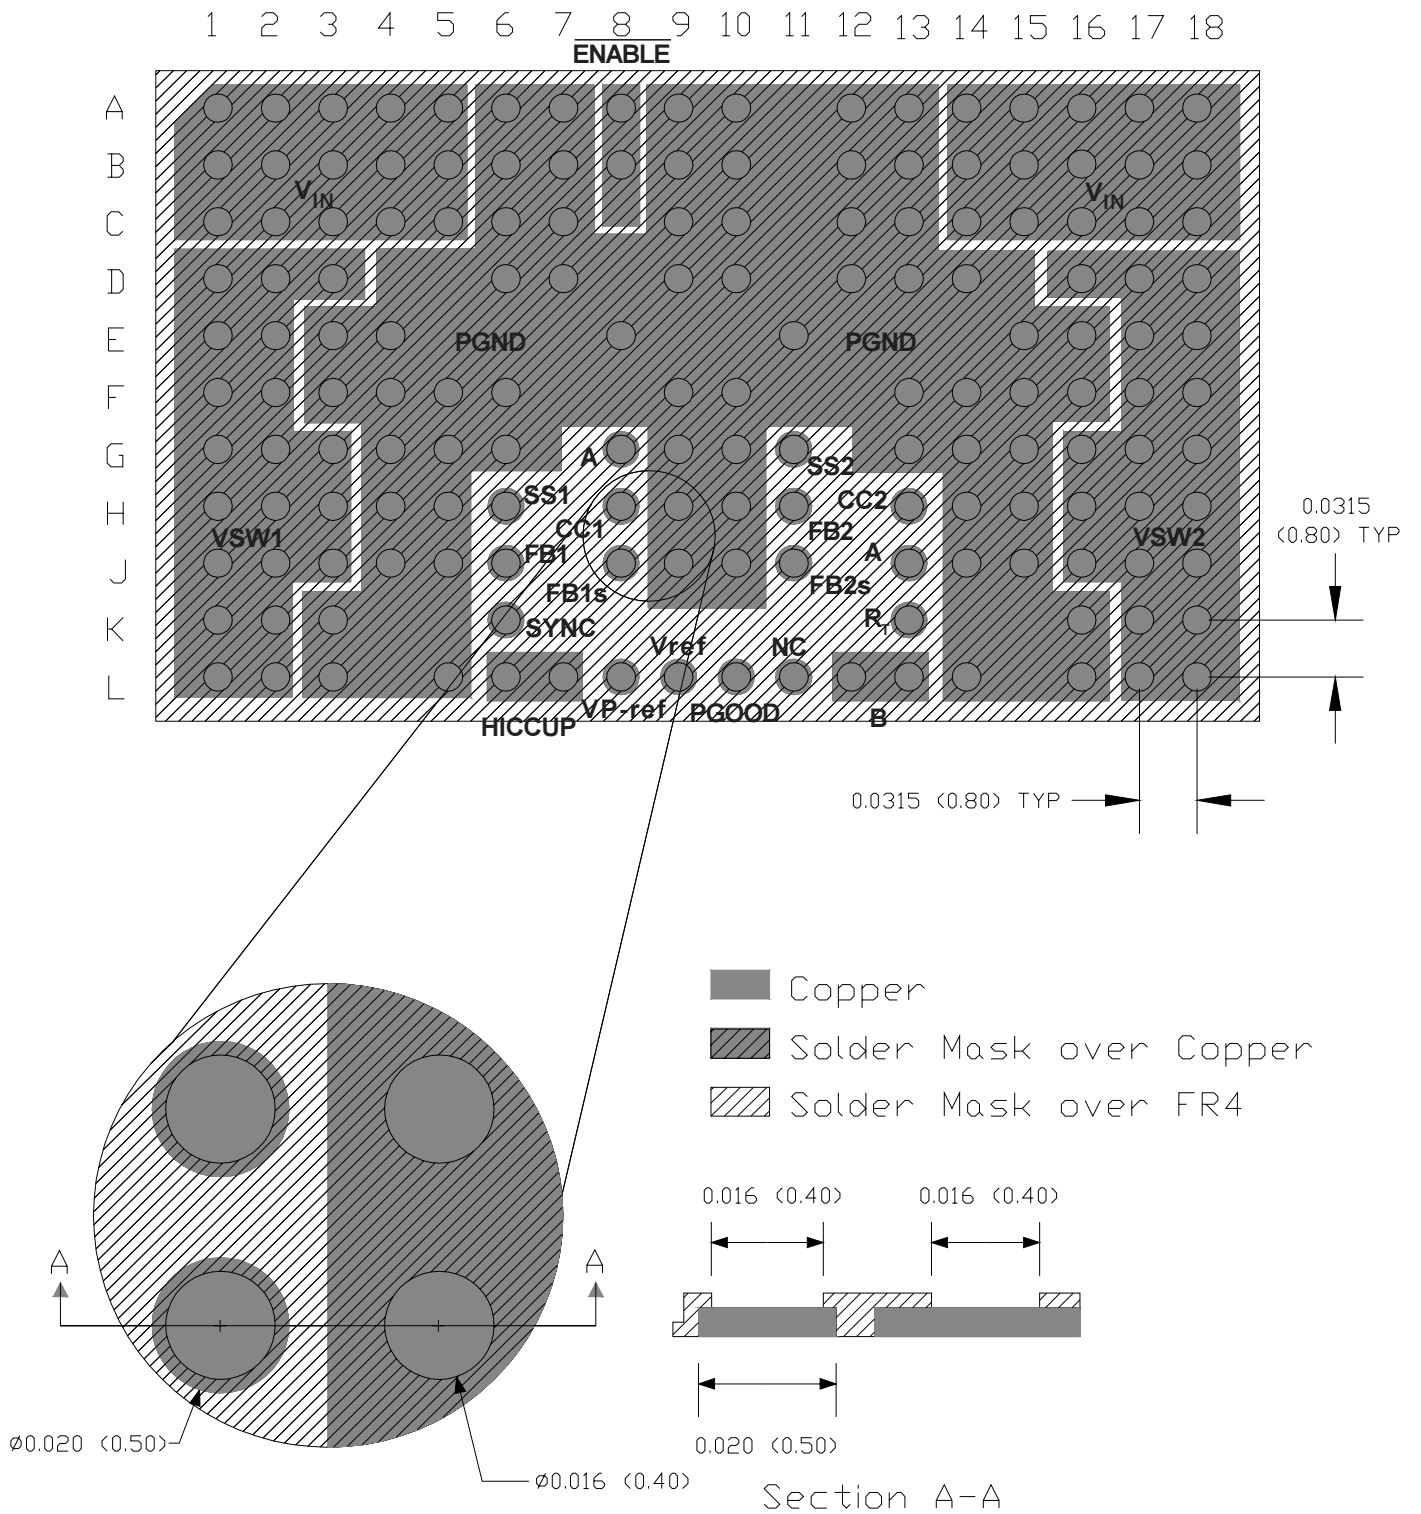 1 2 3 4 5 6 7 8 9 10 11 12 13 14 15 16 17 18
ENABLE
A
B
C
D
E
F
G
H
J
K
L
VIN
VIN
PGND
PGND
A
SS2
SS1
CC2
CC1
FB2
VSW1
VSW2
FB1
A
FB1s
FB2s
SYNC
RT
Vref
NC
HICCUP
VP-ref
PGOOD
B
0.0315
(0.80) TYP
0.0315 (0.80) TYP
Copper
Solder Mask over Copper
Solder Mask over FR4
A
A
0.016 (0.40)
0.016 (0.40)
ø0.020 (0.50)
ø0.016 (0.40)
0.020 (0.50)
Section A-A